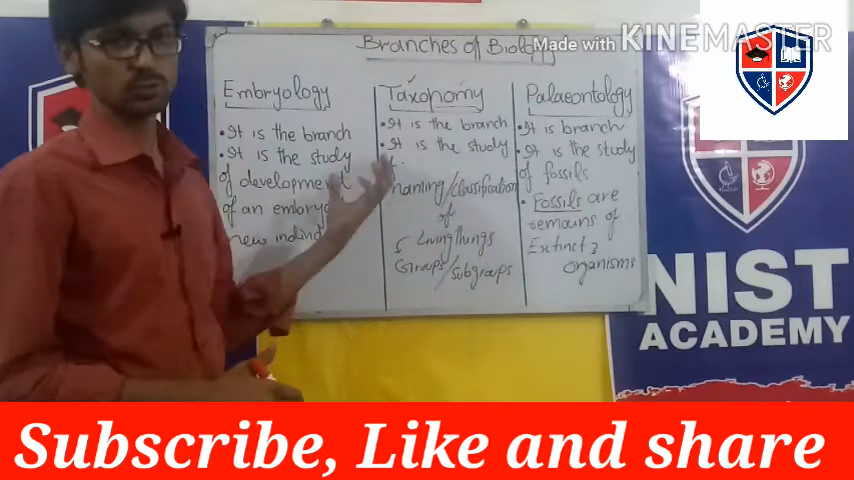 Branches of Biology
Made with KINEMASTER
Embryology
• It is the branch
• It is the study
of development
of an embryo
new individ
Taxonomy
• It is the branch
• It is the study
of
naming/classification
of
Living things
Groups/subgroups
Palaeontology
• It is branch
• It is the study
of fossils
• Fossils are
remains of
Extinct
organisms
NIST
ACADEMY
Subscribe, Like and share